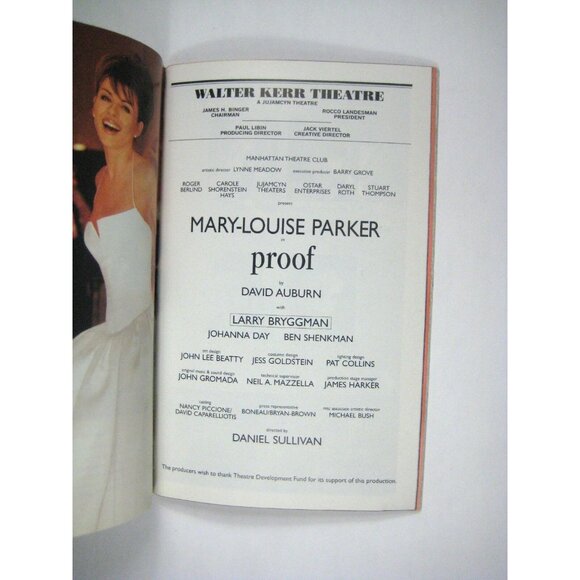 WALTER KERR THEATRE
A JUJAMCYN THEATRE
JAMES H. BINGER ROCCO LANDESMAN
CHAIRMAN PRESIDENT
PAUL LIBIN JACK VIERTEL
PRODUCING DIRECTOR CREATIVE DIRECTOR
MANHATTAN THEATRE CLUB
artistic director LYNNE MEADOW executive producer BARRY GROVE
ROGER CAROLE JUJAMCYN OSTAR DARYL STUART
BERLIND SHORENSTEIN THEATERS ENTERPRISES ROTH THOMPSON
HAYS
present
MARY-LOUISE PARKER
in
proof
by
DAVID AUBURN
with
LARRY BRYGGMAN
JOHANNA DAY BEN SHENKMAN
set design costume design lighting design
JOHN LEE BEATTY JESS GOLDSTEIN PAT COLLINS
original music & sound design technical supervisor production stage manager
JOHN GROMADA NEIL A. MAZZELLA JAMES HARKER
casting press representative mtc associate artistic director
NANCY PICCIONE/ BONEAU/BRYAN-BROWN MICHAEL BUSH
DAVID CAPARELLIOTIS
directed by
DANIEL SULLIVAN
The producers wish to thank Theatre Development Fund for its support of this production.